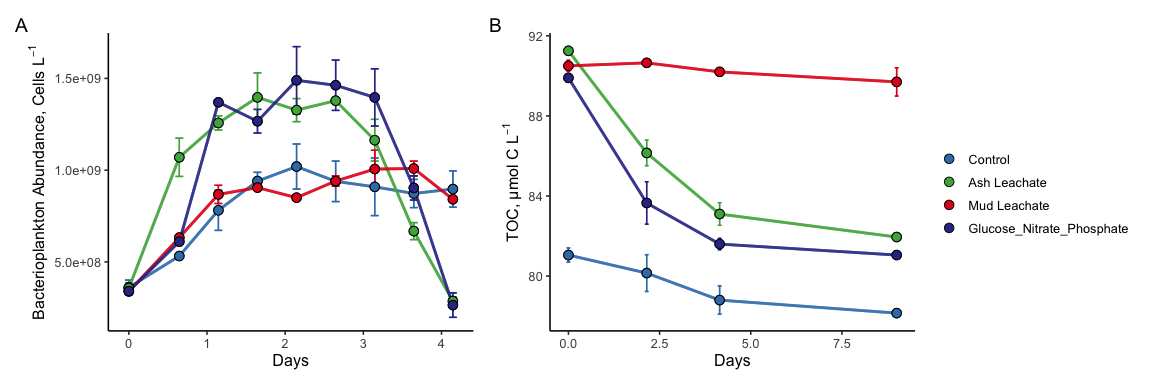 A
Bacterioplankton Abundance, Cells L⁻¹
1.5e+09
1.0e+09
5.0e+08
0 1 2 3 4
Days
B
TOC, μmol C L⁻¹
92
88
84
80
0.0 2.5 5.0 7.5
Days
Control
Ash Leachate
Mud Leachate
Glucose_Nitrate_Phosphate